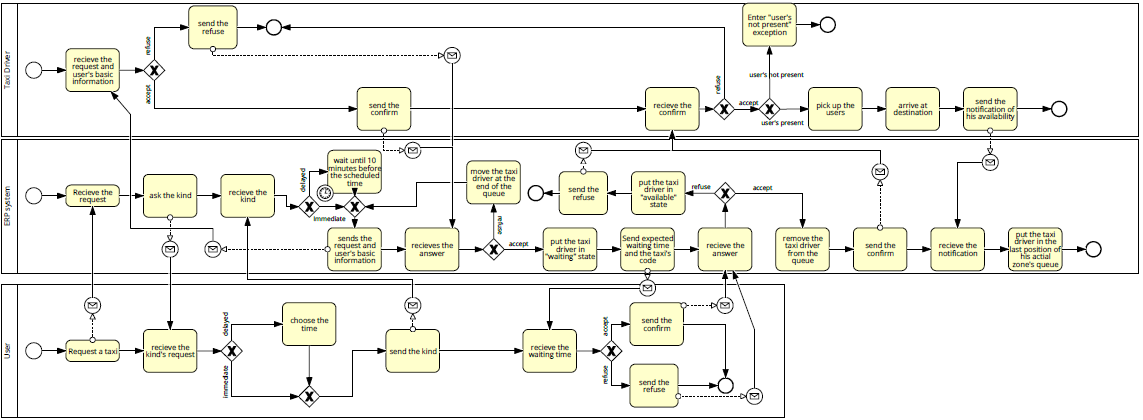 Taxi Driver
recieve the
request and
user's basic
information
refuse
accept
send the
refuse
send the
confirm
recieve the
confirm
refuse
accept
Enter "user's
not present"
exception
user's not present
user's present
pick up the
users
arrive at
destination
send the
notification of
his availability
ERP system
Recieve the
request
ask the kind
recieve the
kind
delayed
immediate
wait until 10
minutes before
the scheduled
time
sends the
request and
user's basic
information
recieves the
answer
move the taxi
driver at the
end of the
queue
refuse
accept
put the taxi
driver in
"waiting" state
send the
refuse
Send expected
waiting time
and the taxi's
code
put the taxi
driver in
"available"
state
refuse
accept
recieve the
answer
remove the
taxi driver
from the
queue
send the
confirm
recieve the
notification
put the taxi
driver in the
last position of
his actial
zone's queue
User
Request a taxi
recieve the
kind's request
delayed
immediate
choose the
time
send the kind
recieve the
waiting time
accept
refuse
send the
confirm
send the
refuse